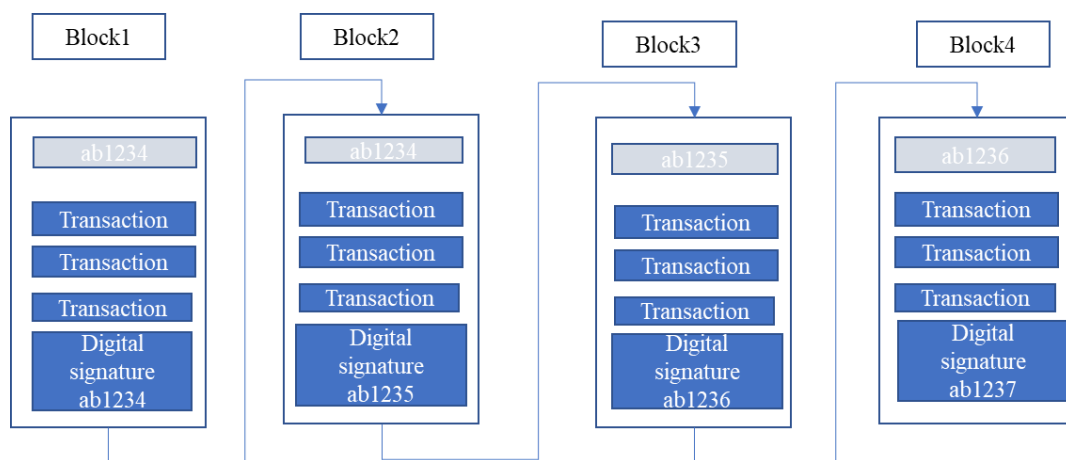 Block1
Block2
Block3
Block4
ab1234
Transaction
Transaction
Transaction
Digital
signature
ab1234
ab1234
Transaction
Transaction
Transaction
Digital
signature
ab1235
ab1235
Transaction
Transaction
Transaction
Digital
signature
ab1236
ab1236
Transaction
Transaction
Transaction
Digital
signature
ab1237